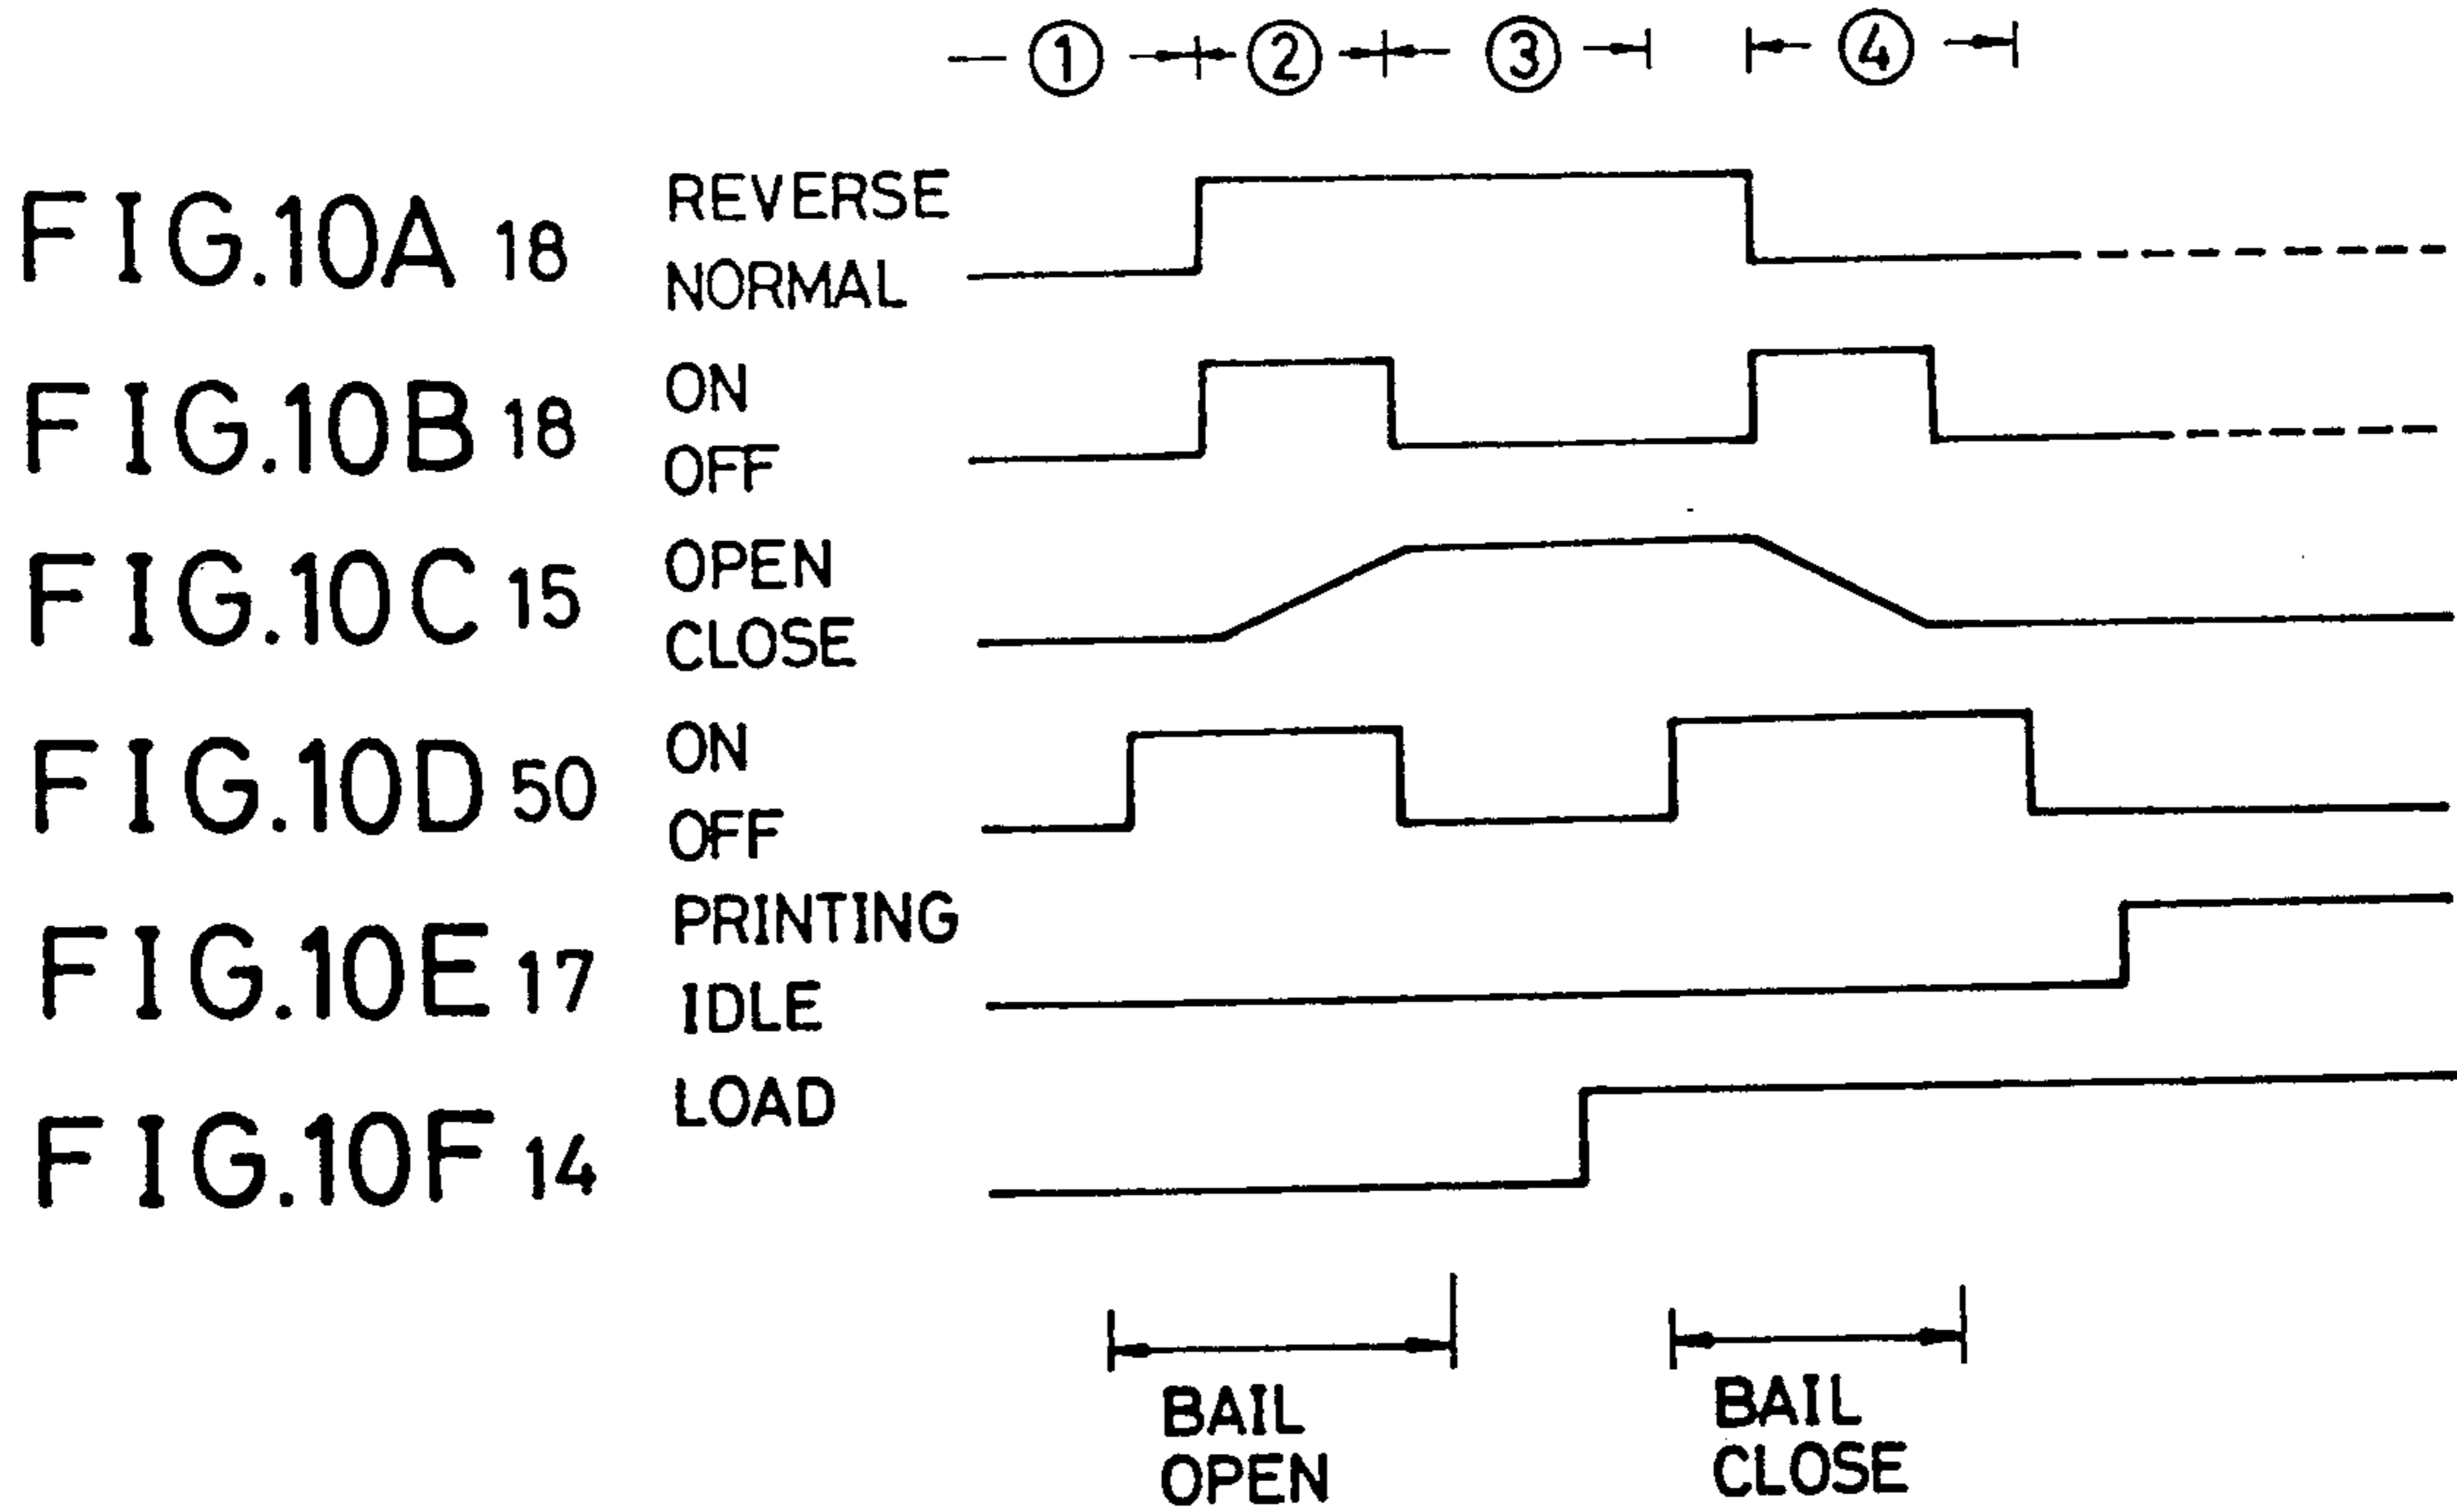 ① ② ③ ④
FIG.10A 18 REVERSE
NORMAL
FIG.10B 18 ON
OFF
FIG.10C 15 OPEN
CLOSE
FIG.10D 50 ON
OFF
FIG.10E 17 PRINTING
IDLE
FIG.10F 14 LOAD
BAIL
OPEN
BAIL
CLOSE